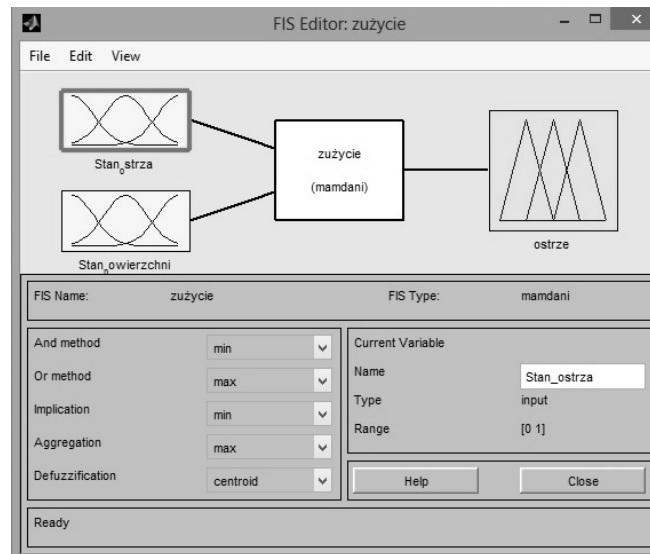 FIS Editor: zużycie
File Edit View
Stan_ostrza
zużycie
(mamdani)
Stan_powierzchni
ostrze
FIS Name: zużycie FIS Type: mamdani
And method min
Or method max
Implication min
Aggregation max
Defuzzification centroid
Current Variable
Name Stan_ostrza
Type input
Range [0 1]
Help Close
Ready